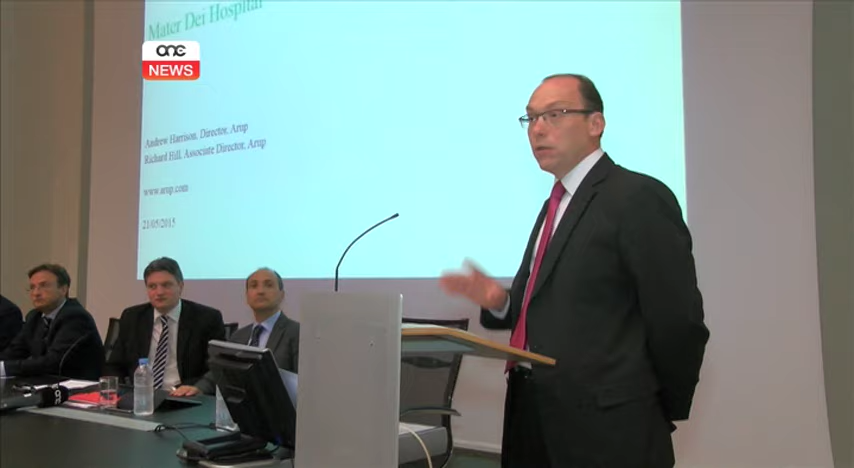 Mater Dei Hospital
one
NEWS
Andrew Harrison, Director, Arup
Richard Hill, Associate Director, Arup
www.arup.com
21/05/2015